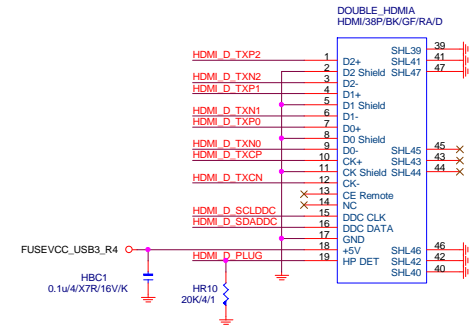 DOUBLE_HDMIA
HDMI/38P/BK/GF/RA/D
HDMI_D_TXP2 1 D2+ SHL39 39
2 D2 Shield SHL41 41
HDMI_D_TXN2 3 D2- SHL47 47
HDMI_D_TXP1 4 D1+
5 D1 Shield
HDMI_D_TXN1 6 D1-
HDMI_D_TXP0 7 D0+
8 D0 Shield
HDMI_D_TXN0 9 D0- SHL45 45
HDMI_D_TXCP 10 CK+ SHL43 43
11 CK Shield SHL44 44
HDMI_D_TXCN 12 CK-
13 CE Remote
14 NC
HDMI_D_SCLDDC 15 DDC CLK
HDMI_D_SDADDC 16 DDC DATA
17 GND
FUSEVCC_USB3_R4 18 +5V SHL46 46
HDMI_D_PLUG 19 HP DET SHL42 42
SHL40 40
HBC1
0.1u/4/X7R/16V/K
HR10
20K/4/1